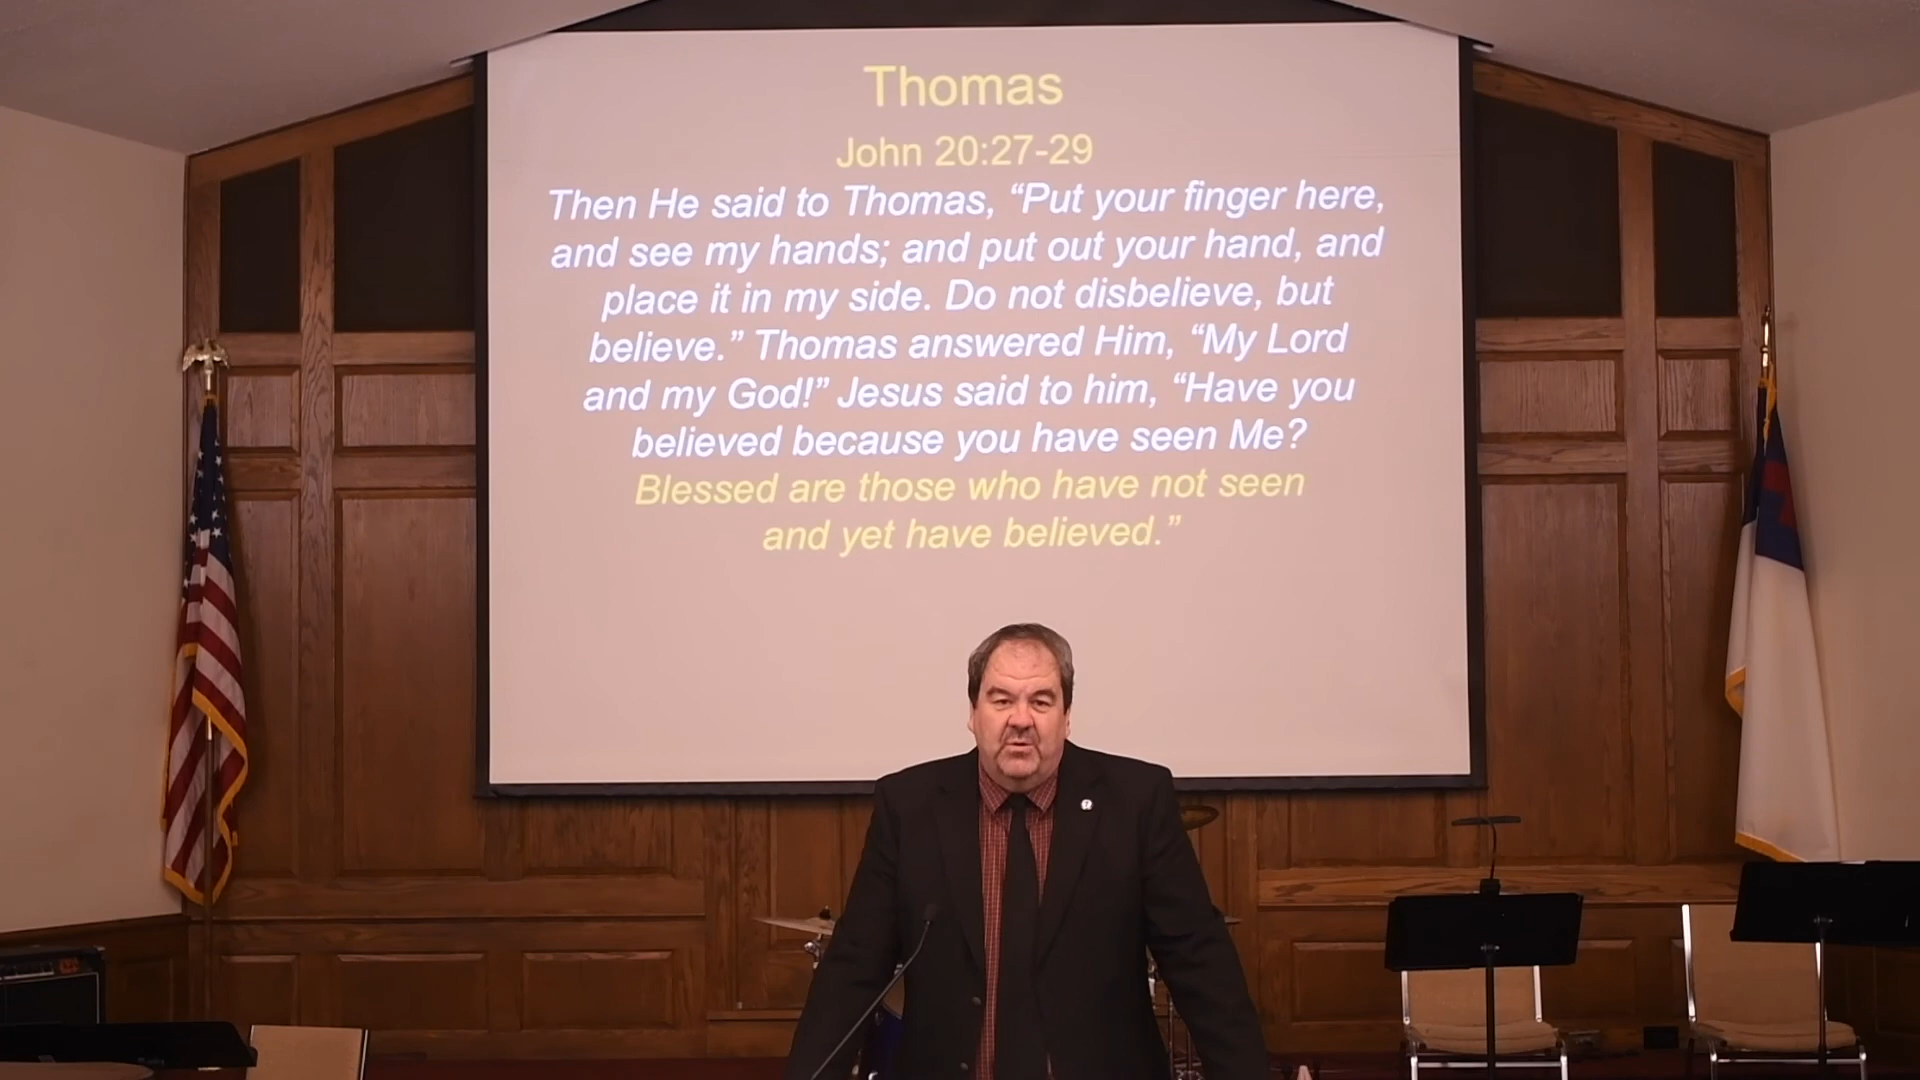 Thomas
John 20:27-29
Then He said to Thomas, “Put your finger here,
and see my hands; and put out your hand, and
place it in my side. Do not disbelieve, but
believe.” Thomas answered Him, “My Lord
and my God!” Jesus said to him, “Have you
believed because you have seen Me?
Blessed are those who have not seen
and yet have believed.”